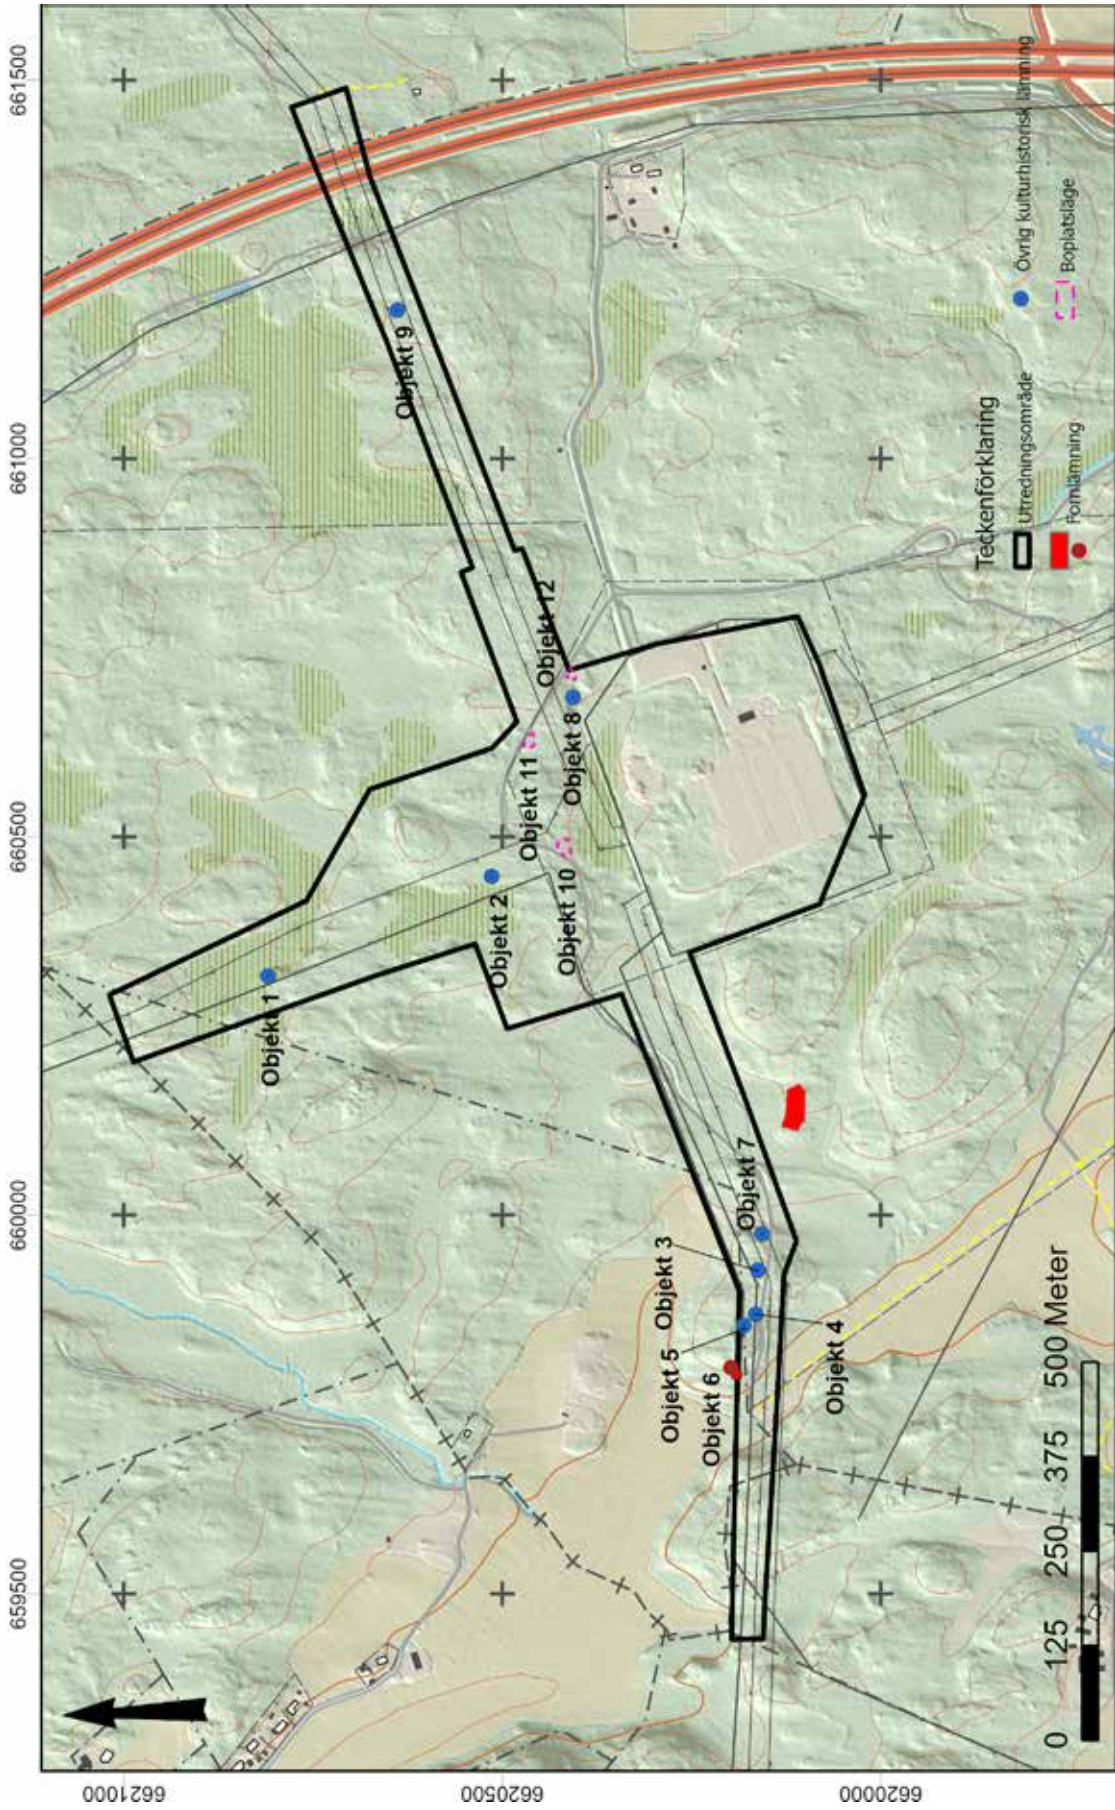 661500
661000
660500
660000
659500
6621000
6620500
6620000
Objekt 1
Objekt 2
Objekt 10
Objekt 11
Objekt 8
Objekt 12
Objekt 9
Objekt 7
Objekt 3
Objekt 5
Objekt 6
Objekt 4
Teckenförklaring
Utredningsområde
Fornlämning
Övrig kulturhistorisk lämning
Boplatsläge
0 125 250 375 500 Meter